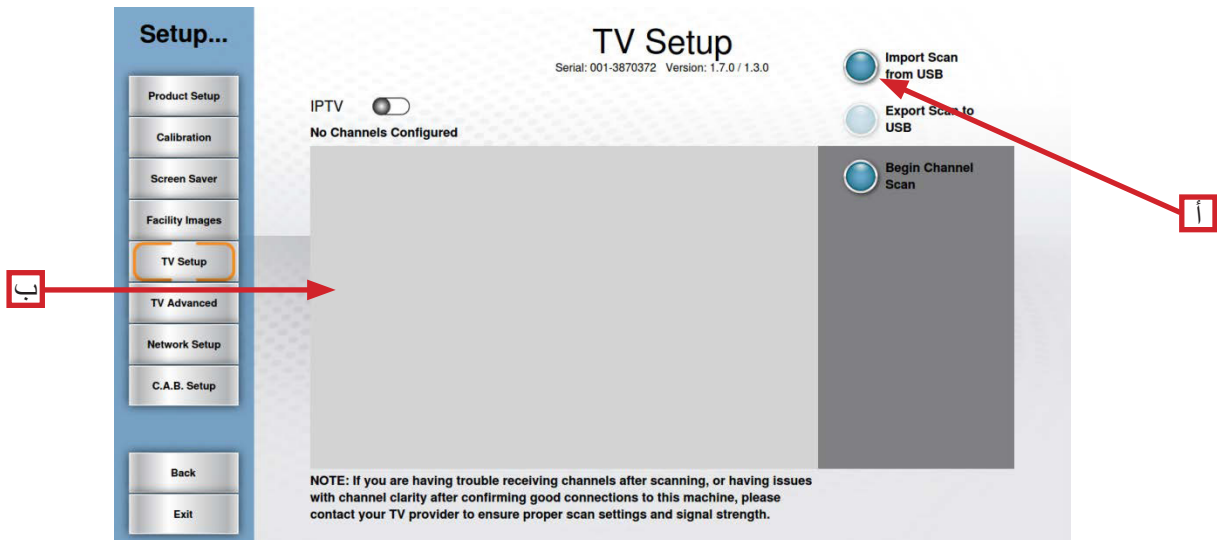 Setup...
Product Setup
Calibration
Screen Saver
Facility Images
TV Setup
TV Advanced
Network Setup
C.A.B. Setup
Back
Exit
TV Setup
Serial: 001-3870372 Version: 1.7.0 / 1.3.0
IPTV
No Channels Configured
Import Scan
from USB
Export Scan to
USB
Begin Channel
Scan
NOTE: If you are having trouble receiving channels after scanning, or having issues
with channel clarity after confirming good connections to this machine, please
contact your TV provider to ensure proper scan settings and signal strength.
أ
ب